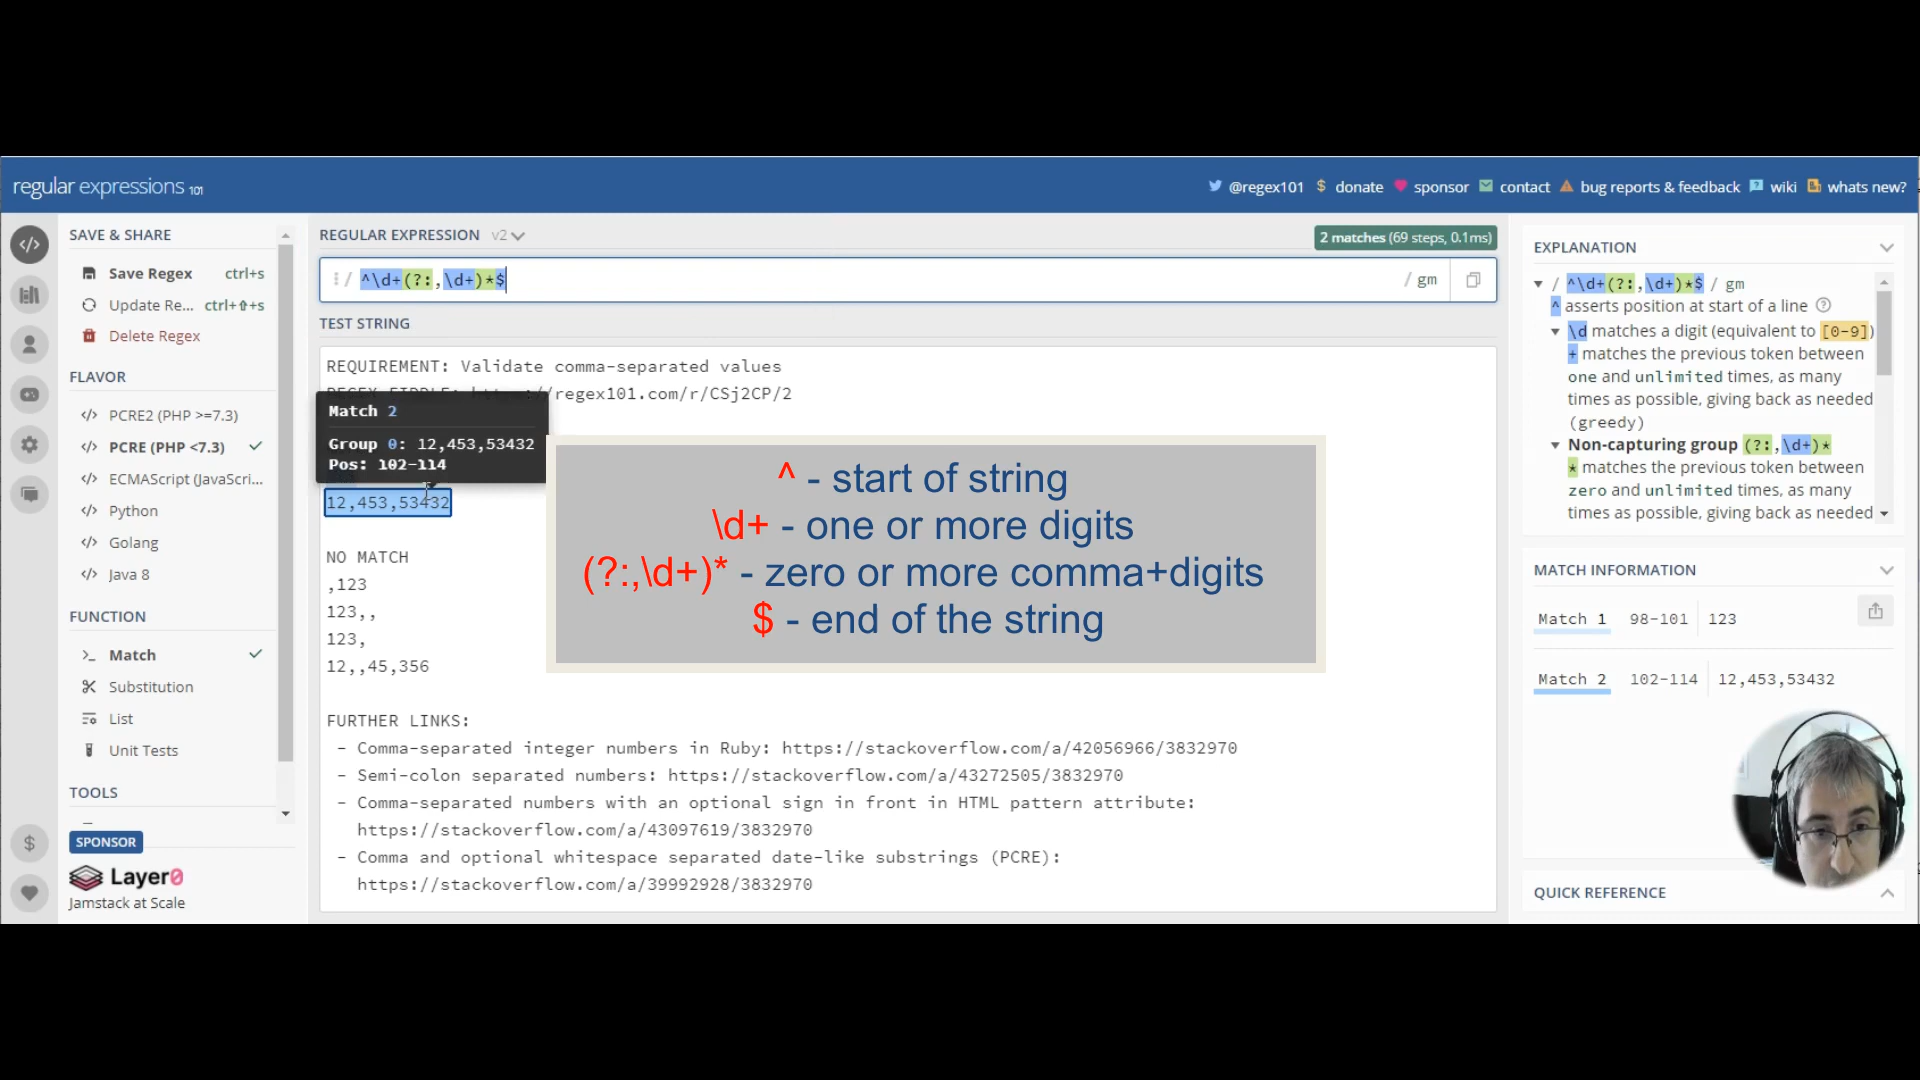 regular expressions 101
@regex101
donate
sponsor
contact
bug reports & feedback
wiki
whats new?
SAVE & SHARE
Save Regex ctrl+s
Update Re... ctrl+⇧+s
Delete Regex
FLAVOR
</> PCRE2 (PHP >=7.3)
</> PCRE (PHP <7.3)
</> ECMAScript (JavaScri...
</> Python
</> Golang
</> Java 8
FUNCTION
Match
Substitution
List
Unit Tests
TOOLS
SPONSOR
Layer0
Jamstack at Scale
REGULAR EXPRESSION v2
2 matches (69 steps, 0.1ms)
/ ^\d+(?:,\d+)*$ / gm
TEST STRING
REQUIREMENT: Validate comma-separated values
https://regex101.com/r/CSj2CP/2
Match 2
Group 0: 12,453,53432
Pos: 102-114
12,453,53432
NO MATCH
,123
123,,
123,
12,,45,356
FURTHER LINKS:
- Comma-separated integer numbers in Ruby: https://stackoverflow.com/a/42056966/3832970
- Semi-colon separated numbers: https://stackoverflow.com/a/43272505/3832970
- Comma-separated numbers with an optional sign in front in HTML pattern attribute:
https://stackoverflow.com/a/43097619/3832970
- Comma and optional whitespace separated date-like substrings (PCRE):
https://stackoverflow.com/a/39992928/3832970
^ - start of string
\d+ - one or more digits
(?:,\d+)* - zero or more comma+digits
$ - end of the string
EXPLANATION
/ ^\d+(?:,\d+)*$ / gm
^ asserts position at start of a line
\d matches a digit (equivalent to [0-9])
+ matches the previous token between
one and unlimited times, as many
times as possible, giving back as needed
(greedy)
Non-capturing group (?:,\d+)*
* matches the previous token between
zero and unlimited times, as many
times as possible, giving back as needed
MATCH INFORMATION
Match 1 98-101 123
Match 2 102-114 12,453,53432
QUICK REFERENCE